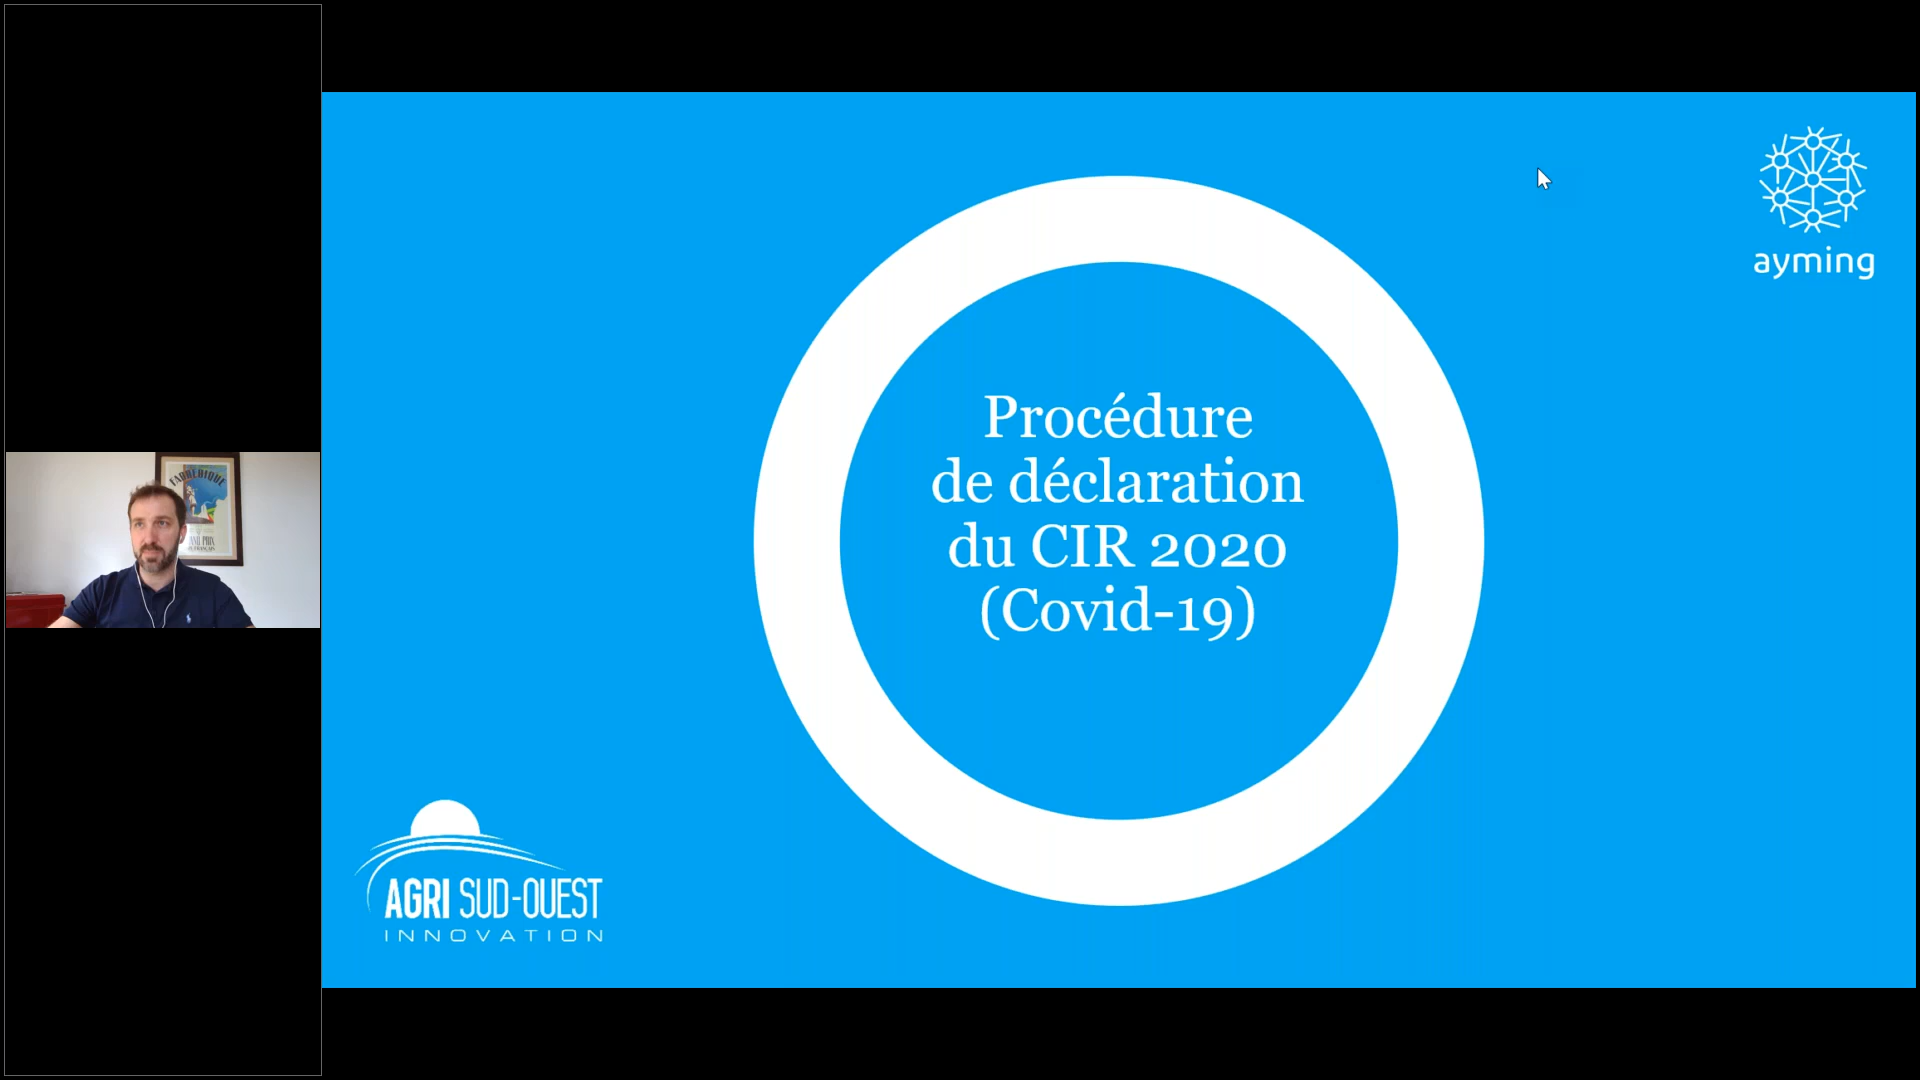 ayming
Procédure
de déclaration
du CIR 2020
(Covid-19)
AGRI SUD-OUEST
INNOVATION